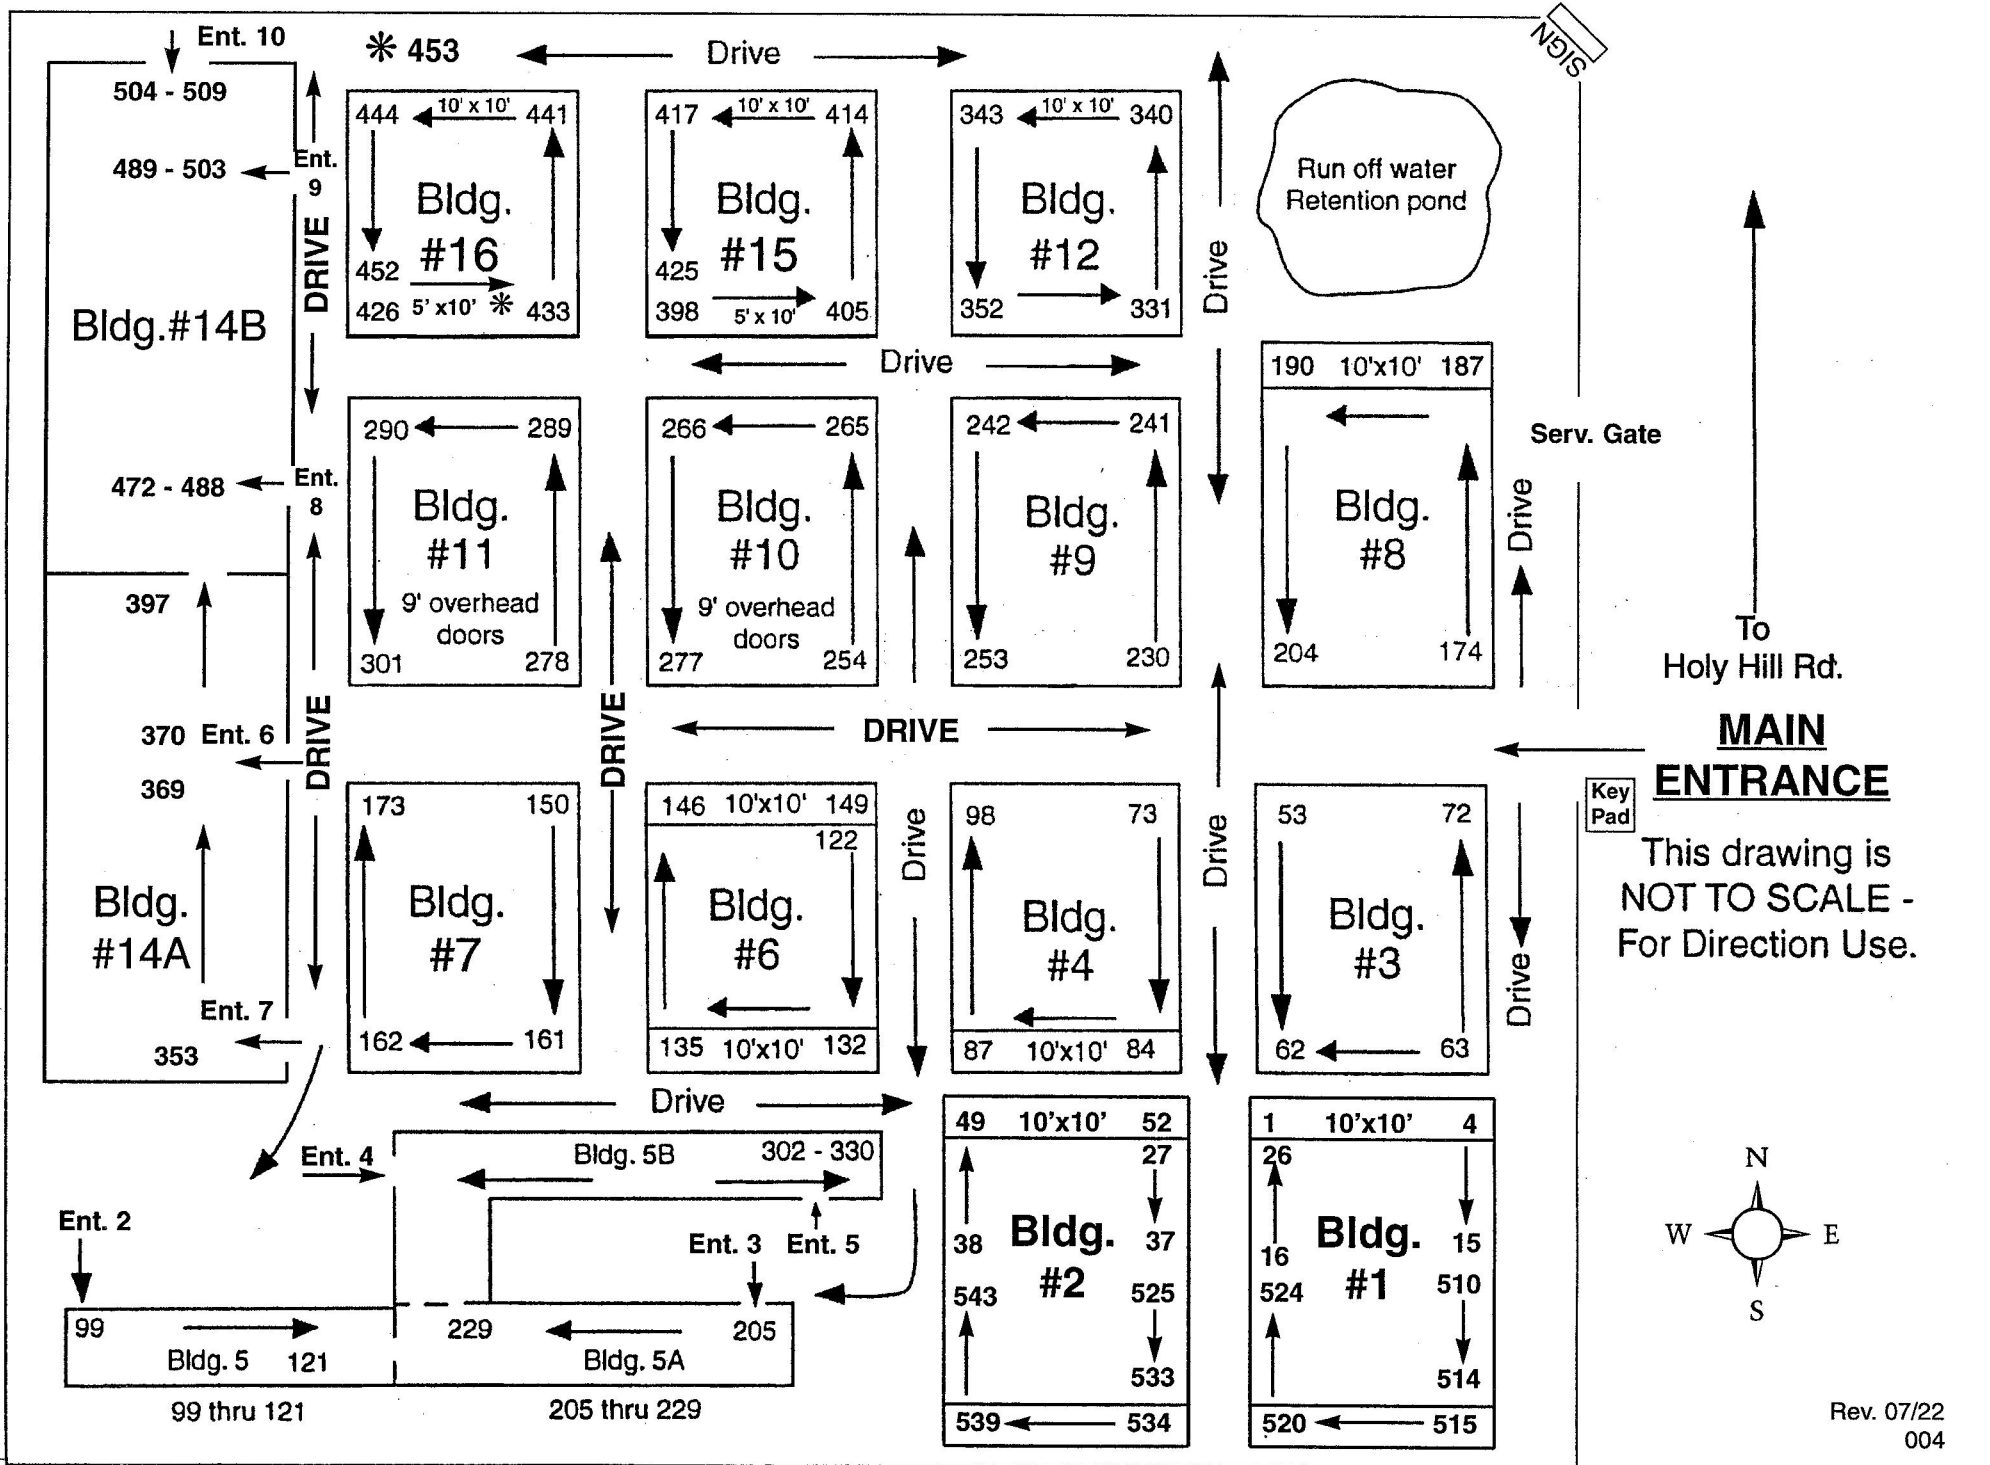 Ent. 10
* 453
Drive
SIGN
504 - 509
489 - 503
Ent.
9
DRIVE
Bldg.#14B
472 - 488
Ent.
8
444 10' x 10' 441
Bldg.
#16
452
426 5' x10' * 433
417 10' x 10' 414
Bldg.
#15
425
398 5' x 10' 405
343 10' x 10' 340
Bldg.
#12
352 331
Drive
Run off water
Retention pond
Drive
290 289
Bldg.
#11
9' overhead
doors
301 278
266 265
Bldg.
#10
9' overhead
doors
277 254
242 241
Bldg.
#9
253 230
190 10'x10' 187
Bldg.
#8
204 174
Serv. Gate
Drive
To
Holy Hill Rd.
MAIN
ENTRANCE
Key
Pad
This drawing is
NOT TO SCALE -
For Direction Use.
397
370 Ent. 6
369
Bldg.
#14A
Ent. 7
353
DRIVE
DRIVE
DRIVE
173 150
Bldg.
#7
162 161
146 10'x10' 149
122
Bldg.
#6
135 10'x10' 132
Drive
98 73
Bldg.
#4
87 10'x10' 84
Drive
53 72
Bldg.
#3
62 63
Drive
Drive
Ent. 4
Bldg. 5B 302 - 330
Ent. 2
Ent. 3 Ent. 5
99
Bldg. 5 121
229 205
Bldg. 5A
99 thru 121
205 thru 229
49 10'x10' 52
27
38 Bldg. 37
#2
543 525
533
539 534
1 10'x10' 4
26
Bldg. 15
16
#1
524 510
514
520 515
N
W E
S
Rev. 07/22
004